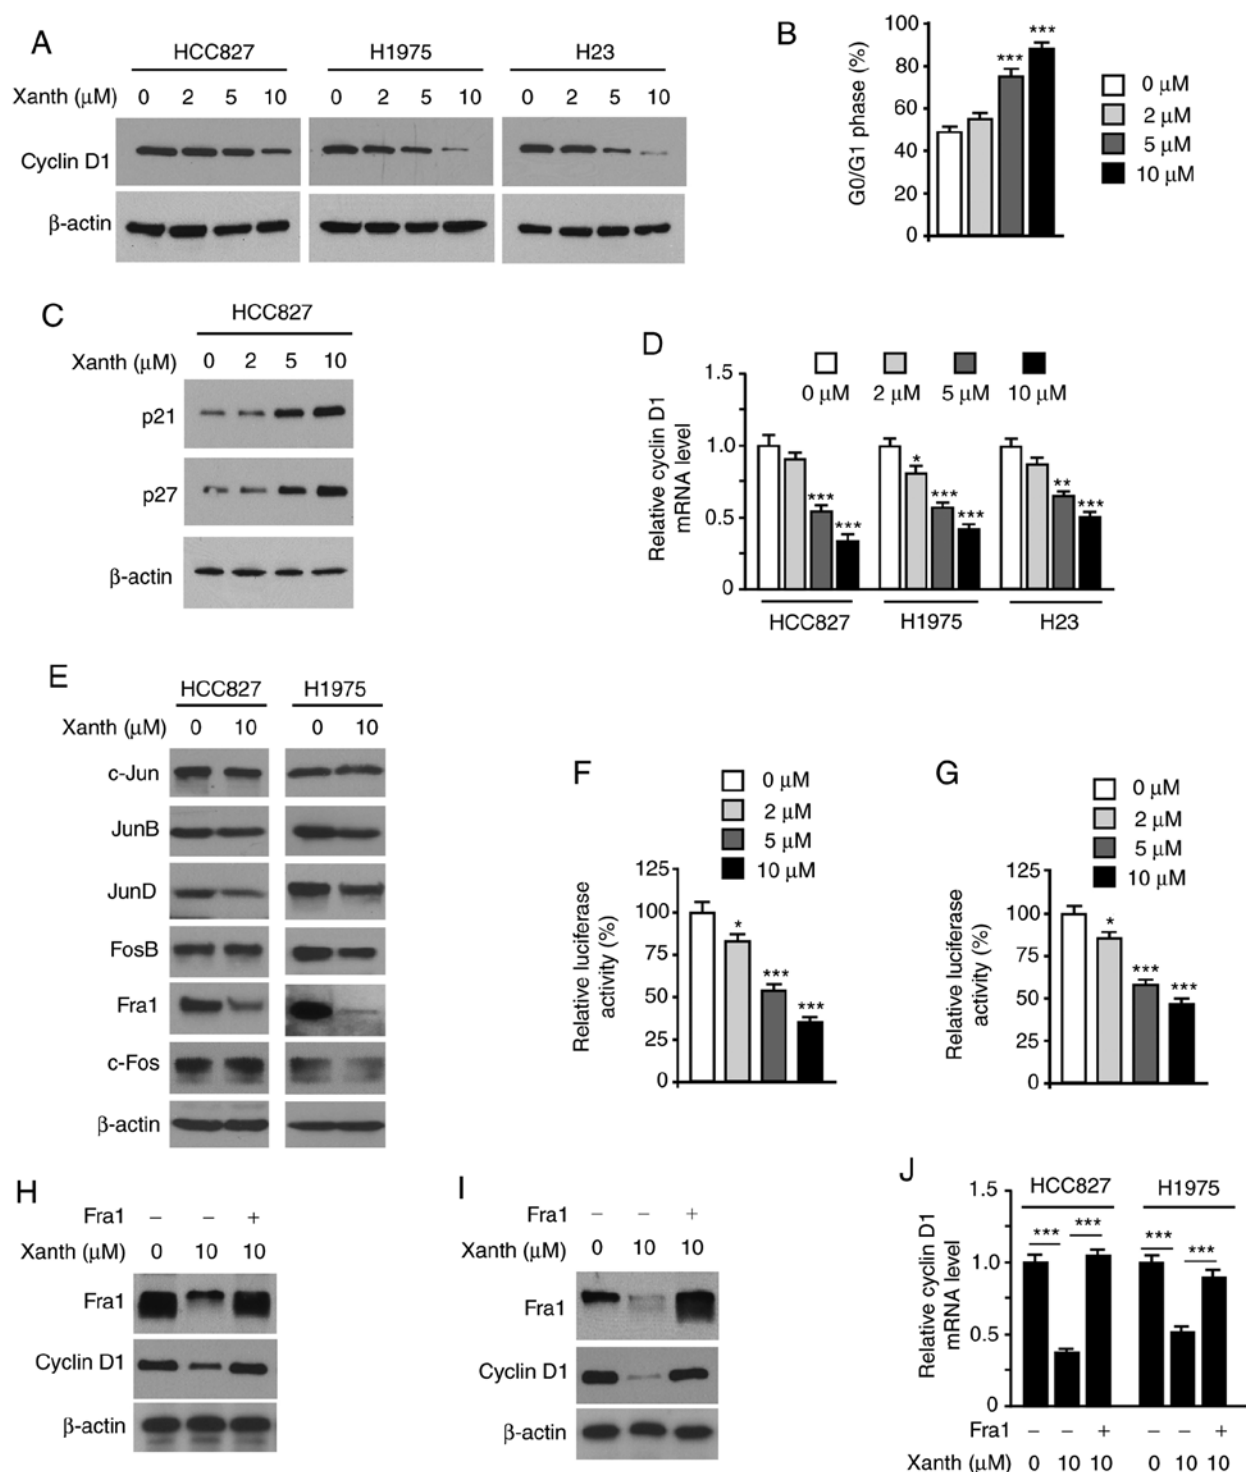 A
HCC827 H1975 H23
Xanth (μM) 0 2 5 10 0 2 5 10 0 2 5 10
Cyclin D1
β-actin
B
G0/G1 phase (%)
100
80
60
40
20
0
*** ***
0 μM
2 μM
5 μM
10 μM
C
HCC827
Xanth (μM) 0 2 5 10
p21
p27
β-actin
D
0 μM 2 μM 5 μM 10 μM
Relative cyclin D1
mRNA level
1.5
1.0
0.5
0
*** *** * *** *** ** ***
HCC827 H1975 H23
E
HCC827 H1975
Xanth (μM) 0 10 0 10
c-Jun
JunB
JunD
FosB
Fra1
c-Fos
β-actin
F
0 μM
2 μM
5 μM
10 μM
Relative luciferase
activity (%)
125
100
75
50
25
0
* *** ***
G
0 μM
2 μM
5 μM
10 μM
Relative luciferase
activity (%)
125
100
75
50
25
0
* *** ***
H
Fra1 – – +
Xanth (μM) 0 10 10
Fra1
Cyclin D1
β-actin
I
Fra1 – – +
Xanth (μM) 0 10 10
Fra1
Cyclin D1
β-actin
J
HCC827 H1975
Relative cyclin D1
mRNA level
1.5
1.0
0.5
0
*** *** *** ***
Fra1 – – + – – +
Xanth (μM) 0 10 10 0 10 10